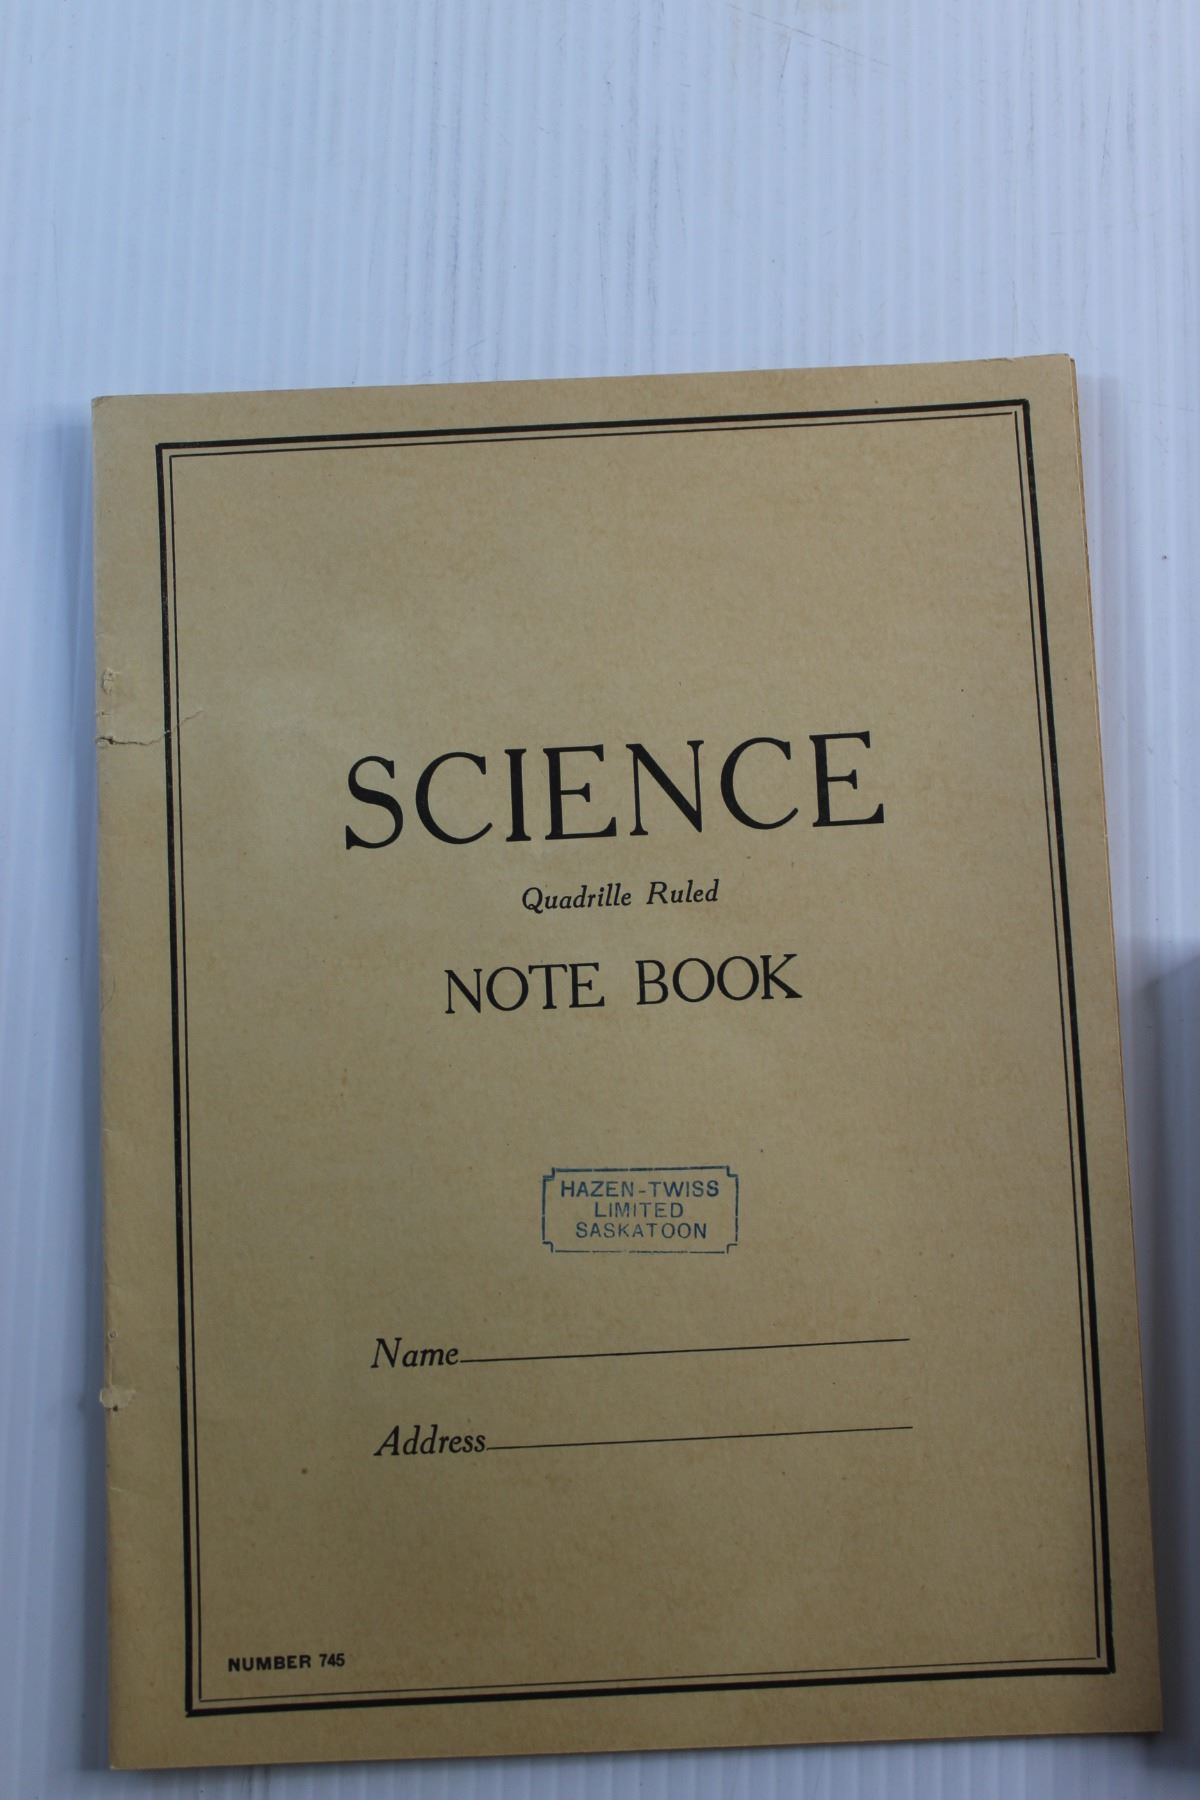 SCIENCE
Quadrille Ruled
NOTE BOOK
HAZEN-TWISS
LIMITED
SASKATOON
Name
Address
NUMBER 745